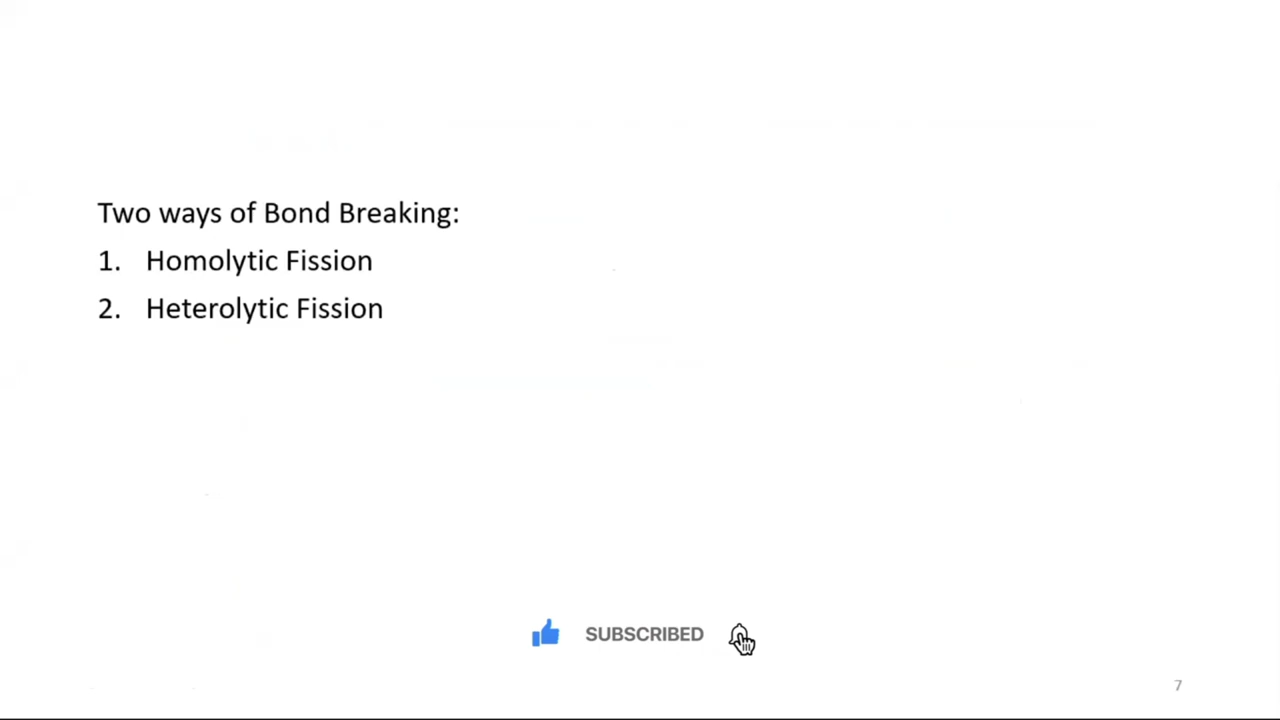 Two ways of Bond Breaking:
1. Homolytic Fission
2. Heterolytic Fission
SUBSCRIBED
7